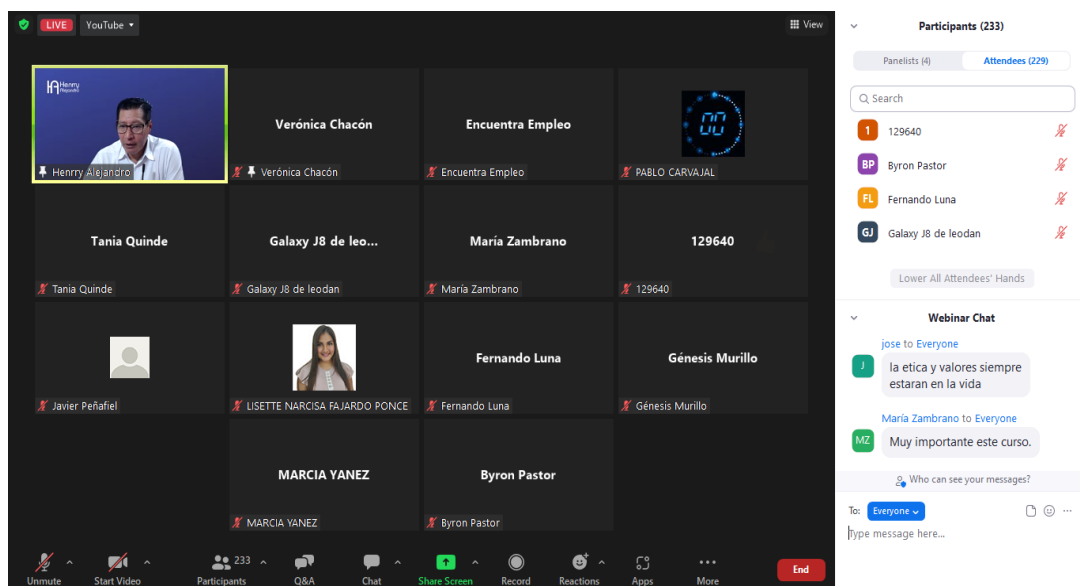 LIVE
YouTube
View
Henrry
Alejandro
Henrry Alejandro
Verónica Chacón
Verónica Chacón
Encuentra Empleo
Encuentra Empleo
00
PABLO CARVAJAL
Tania Quinde
Tania Quinde
Galaxy J8 de leo...
Galaxy J8 de leodan
María Zambrano
María Zambrano
129640
129640
Javier Peñafiel
LISETTE NARCISA FAJARDO PONCE
Fernando Luna
Fernando Luna
Génesis Murillo
Génesis Murillo
MARCIA YANEZ
MARCIA YANEZ
Byron Pastor
Byron Pastor
Unmute
Start Video
233
Participants
Q&A
Chat
Share Screen
Record
Reactions
Apps
More
End
Participants (233)
Panelists (4)
Attendees (229)
Search
1
129640
BP
Byron Pastor
FL
Fernando Luna
GJ
Galaxy J8 de leodan
Lower All Attendees' Hands
Webinar Chat
jose to Everyone
J
la etica y valores siempre
estaran en la vida
María Zambrano to Everyone
MZ
Muy importante este curso.
Who can see your messages?
To: Everyone
Type message here...